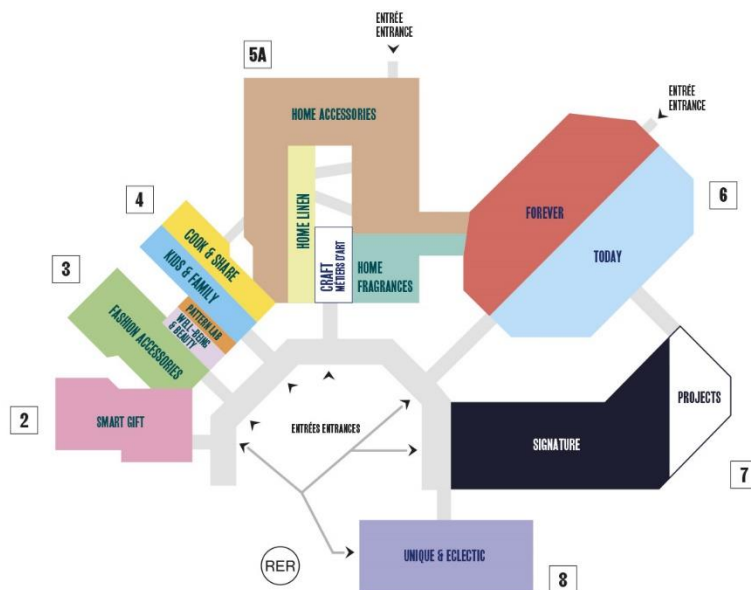 ENTRÉE
ENTRANCE
5A
HOME ACCESSORIES
ENTRÉE
ENTRANCE
4
COOK & SHARE
KIDS & FAMILY
HOME LINEN
CRAFT
MÉTIERS D'ART
HOME
FRAGRANCES
FOREVER
TODAY
6
3
FASHION ACCESSORIES
PATTERN LAB
WELL-BEING
& BEAUTY
2
SMART GIFT
ENTRÉES ENTRANCES
SIGNATURE
PROJECTS
7
RER
UNIQUE & ECLECTIC
8